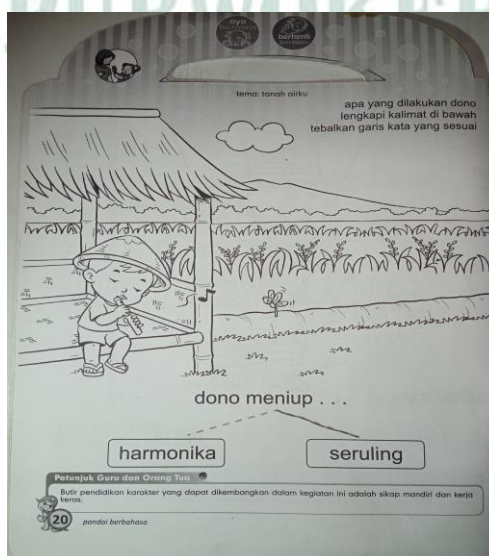 ayo
berhenti
bermain
tema: tanah airku
apa yang dilakukan dono
lengkapi kalimat di bawah
tebalkan garis kata yang sesuai
dono meniup . . .
harmonika
seruling
Petunjuk Guru dan Orang Tua
Butir pendidikan karakter yang dapat dikembangkan dalam kegiatan ini adalah sikap mandiri dan kerja
keras.
20
pandai berbahasa